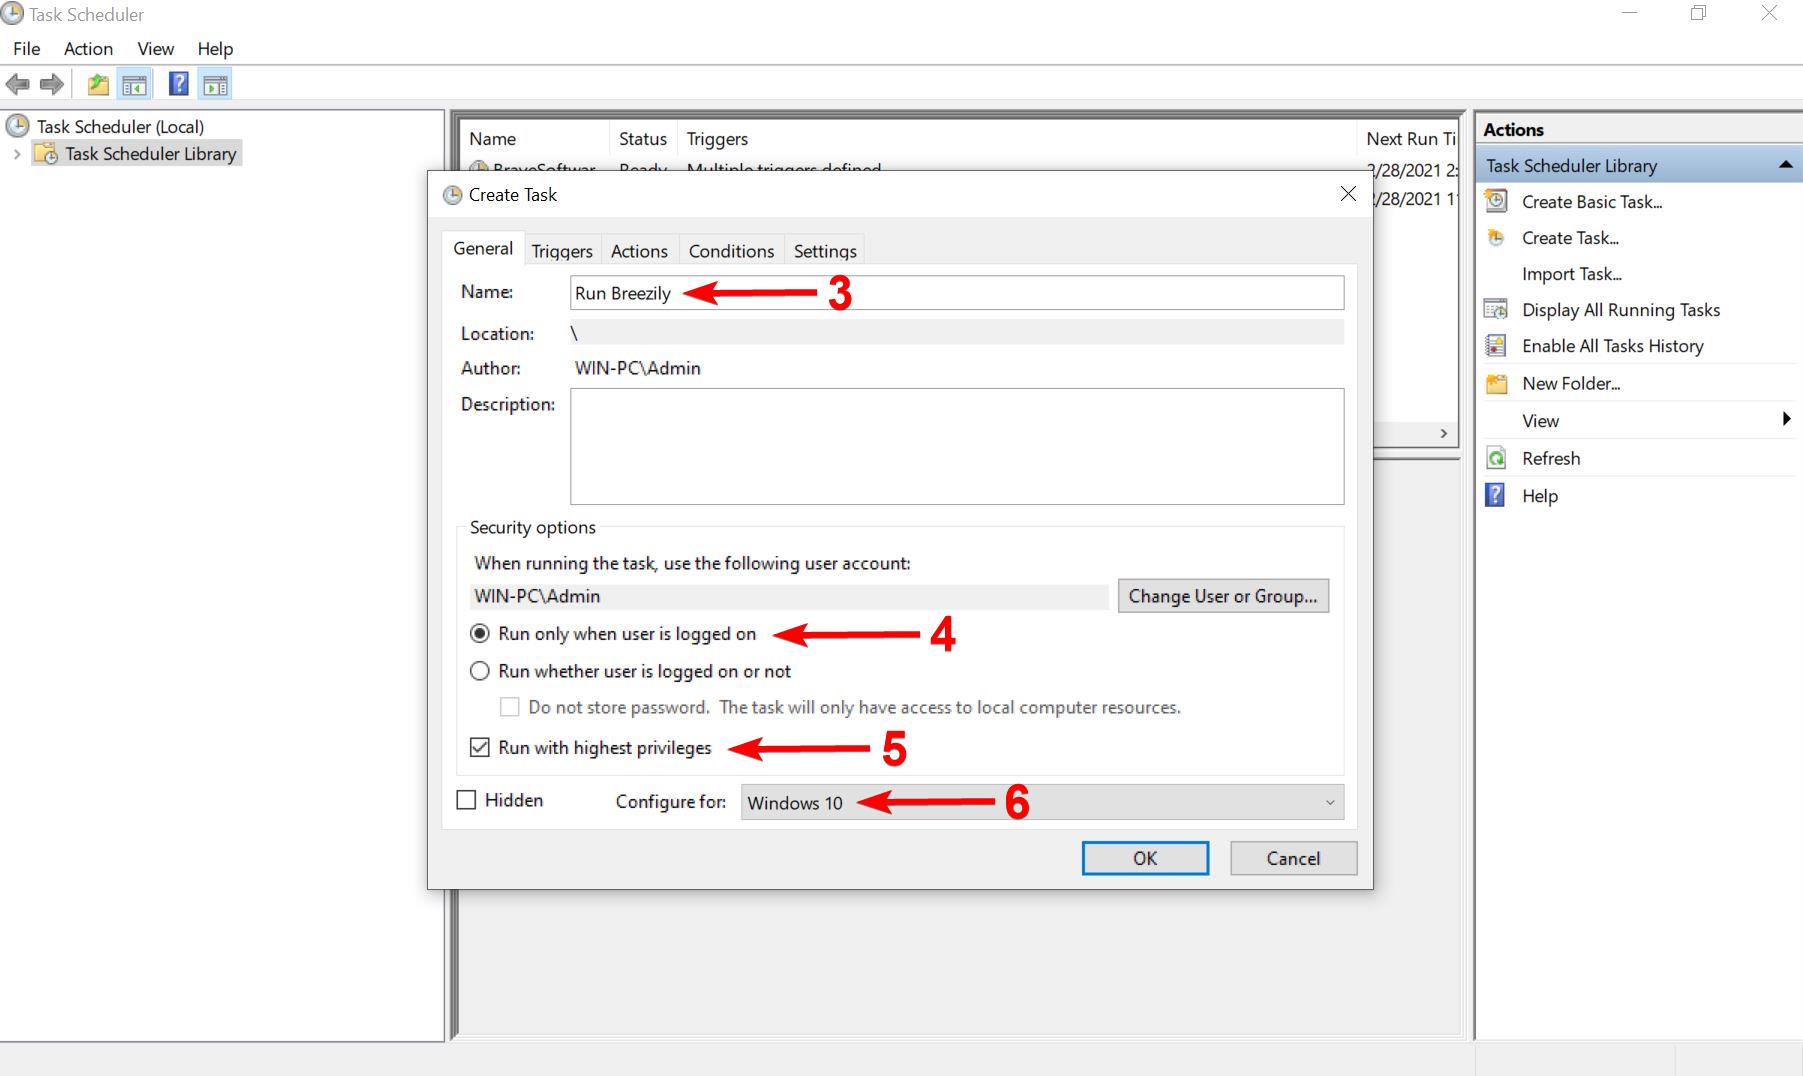 Task Scheduler
File Action View Help
Task Scheduler (Local)
Task Scheduler Library
Name Status Triggers Next Run Ti
BraveSoftwar Ready Multiple triggers defined 2/28/2021 2:
/28/2021 1
Create Task
General Triggers Actions Conditions Settings
Name: Run Breezily 3
Location: \
Author: WIN-PC\Admin
Description:
Security options
When running the task, use the following user account:
WIN-PC\Admin Change User or Group...
Run only when user is logged on 4
Run whether user is logged on or not
Do not store password. The task will only have access to local computer resources.
Run with highest privileges 5
Hidden Configure for: Windows 10 6
OK Cancel
Actions
Task Scheduler Library
Create Basic Task...
Create Task...
Import Task...
Display All Running Tasks
Enable All Tasks History
New Folder...
View
Refresh
Help